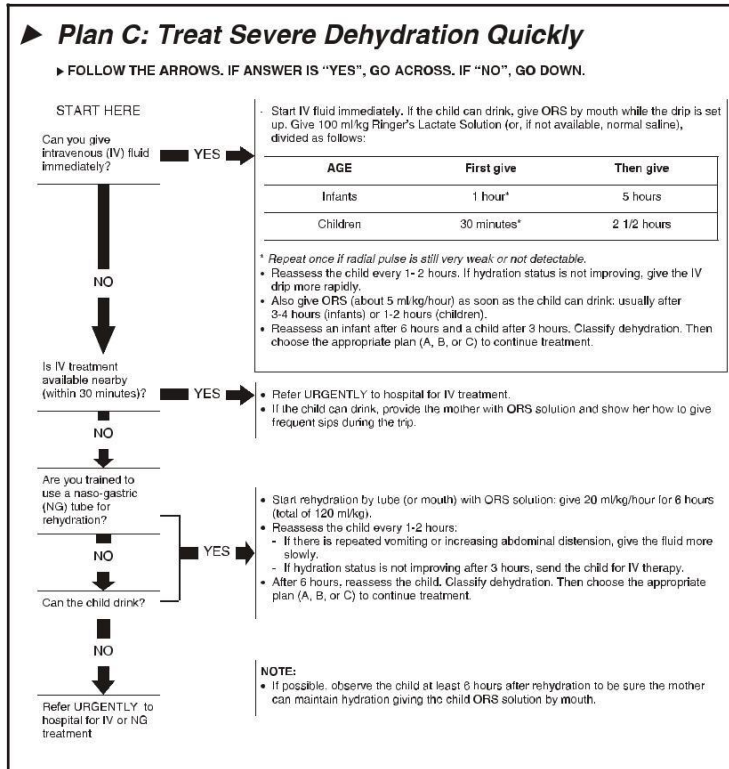 ► Plan C: Treat Severe Dehydration Quickly
► FOLLOW THE ARROWS. IF ANSWER IS “YES”, GO ACROSS. IF “NO”, GO DOWN.
START HERE
Can you give
intravenous (IV) fluid
immediately?
YES
- Start IV fluid immediately. If the child can drink, give ORS by mouth while the drip is set
up. Give 100 ml/kg Ringer's Lactate Solution (or, if not available, normal saline),
divided as follows:
AGE First give Then give
Infants 1 hour* 5 hours
Children 30 minutes* 2 1/2 hours
* Repeat once if radial pulse is still very weak or not detectable.
• Reassess the child every 1- 2 hours. If hydration status is not improving, give the IV
drip more rapidly.
• Also give ORS (about 5 ml/kg/hour) as soon as the child can drink: usually after
3-4 hours (infants) or 1-2 hours (children).
• Reassess an infant after 6 hours and a child after 3 hours. Classify dehydration. Then
choose the appropriate plan (A, B, or C) to continue treatment.
NO
Is IV treatment
available nearby
(within 30 minutes)?
YES
• Refer URGENTLY to hospital for IV treatment.
• If the child can drink, provide the mother with ORS solution and show her how to give
frequent sips during the trip.
NO
Are you trained to
use a naso-gastric
(NG) tube for
rehydration?
NO
Can the child drink?
YES
• Start rehydration by tube (or mouth) with ORS solution: give 20 ml/kg/hour for 6 hours
(total of 120 ml/kg).
• Reassess the child every 1-2 hours:
- If there is repeated vomiting or increasing abdominal distension, give the fluid more
slowly.
- If hydration status is not improving after 3 hours, send the child for IV therapy.
• After 6 hours, reassess the child. Classify dehydration. Then choose the appropriate
plan (A, B, or C) to continue treatment.
NO
Refer URGENTLY to
hospital for IV or NG
treatment
NOTE:
• If possible, observe the child at least 6 hours after rehydration to be sure the mother
can maintain hydration giving the child ORS solution by mouth.